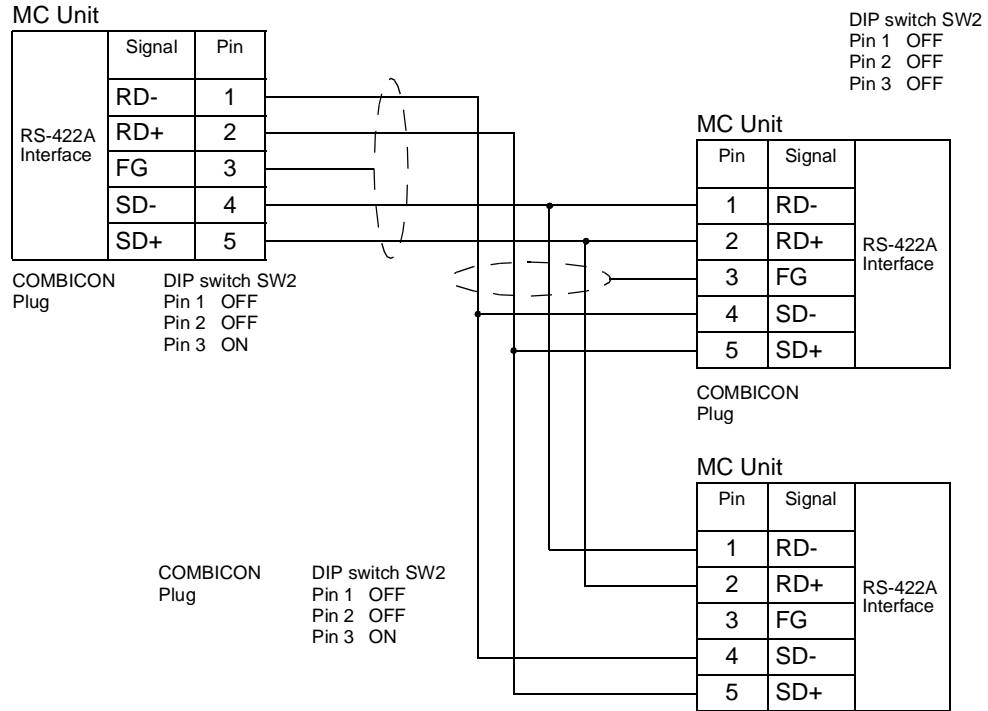 MC Unit
Signal Pin
RD- 1
RD+ 2
FG 3
SD- 4
SD+ 5
RS-422A
Interface
COMBICON
Plug
DIP switch SW2
Pin 1 OFF
Pin 2 OFF
Pin 3 ON
DIP switch SW2
Pin 1 OFF
Pin 2 OFF
Pin 3 OFF
MC Unit
Pin Signal
1 RD-
2 RD+
3 FG
4 SD-
5 SD+
RS-422A
Interface
COMBICON
Plug
MC Unit
Pin Signal
1 RD-
2 RD+
3 FG
4 SD-
5 SD+
RS-422A
Interface
COMBICON
Plug
DIP switch SW2
Pin 1 OFF
Pin 2 OFF
Pin 3 ON